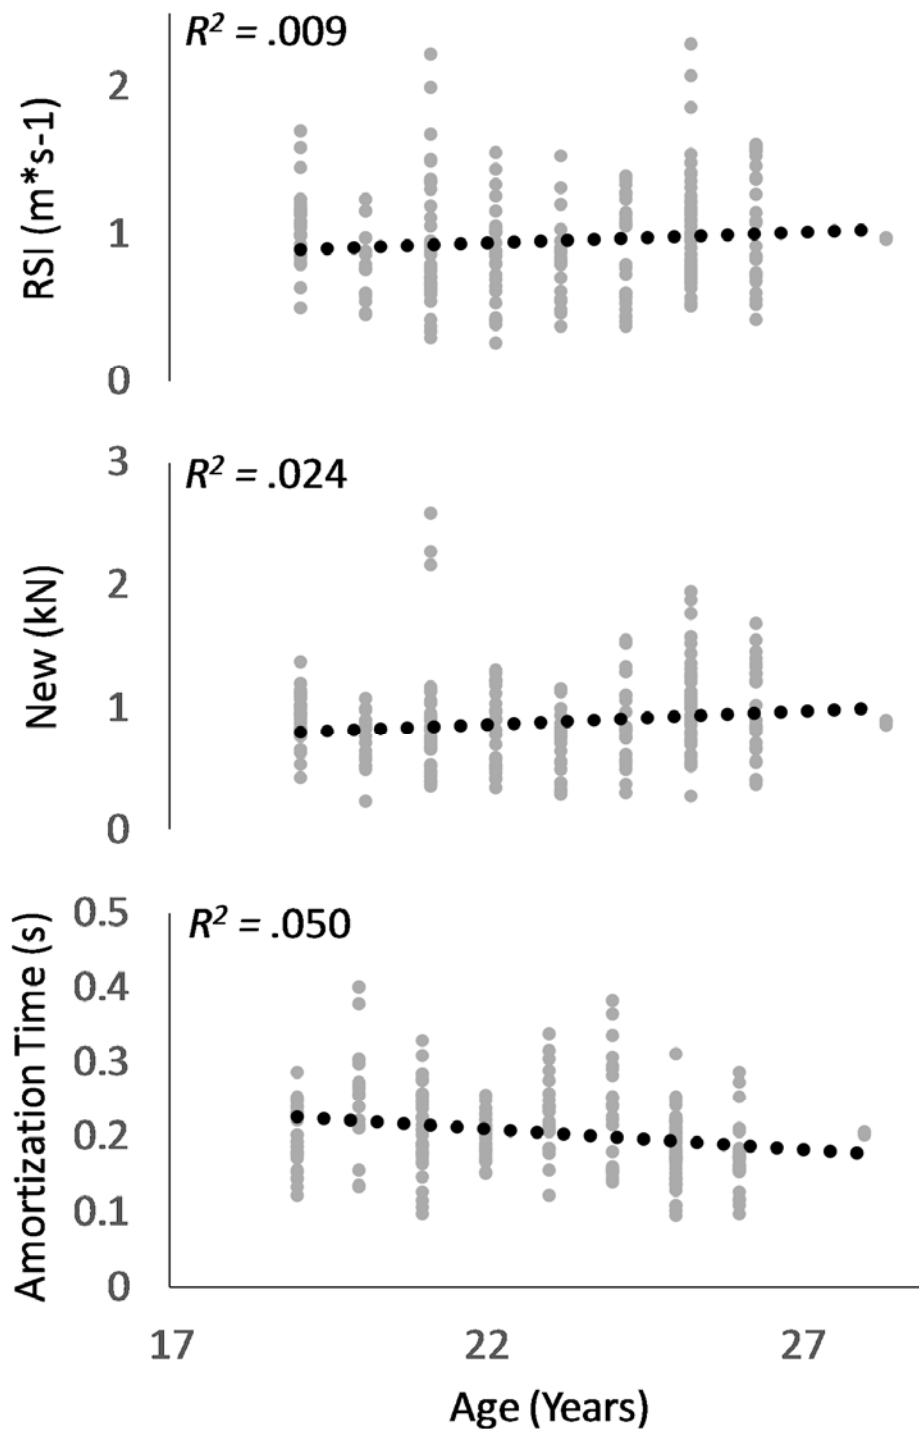 R² = .009
2
1
0
RSI (m*s-1)
R² = .024
3
2
1
0
New (kN)
R² = .050
0.5
0.4
0.3
0.2
0.1
0
Amortization Time (s)
17 22 27
Age (Years)